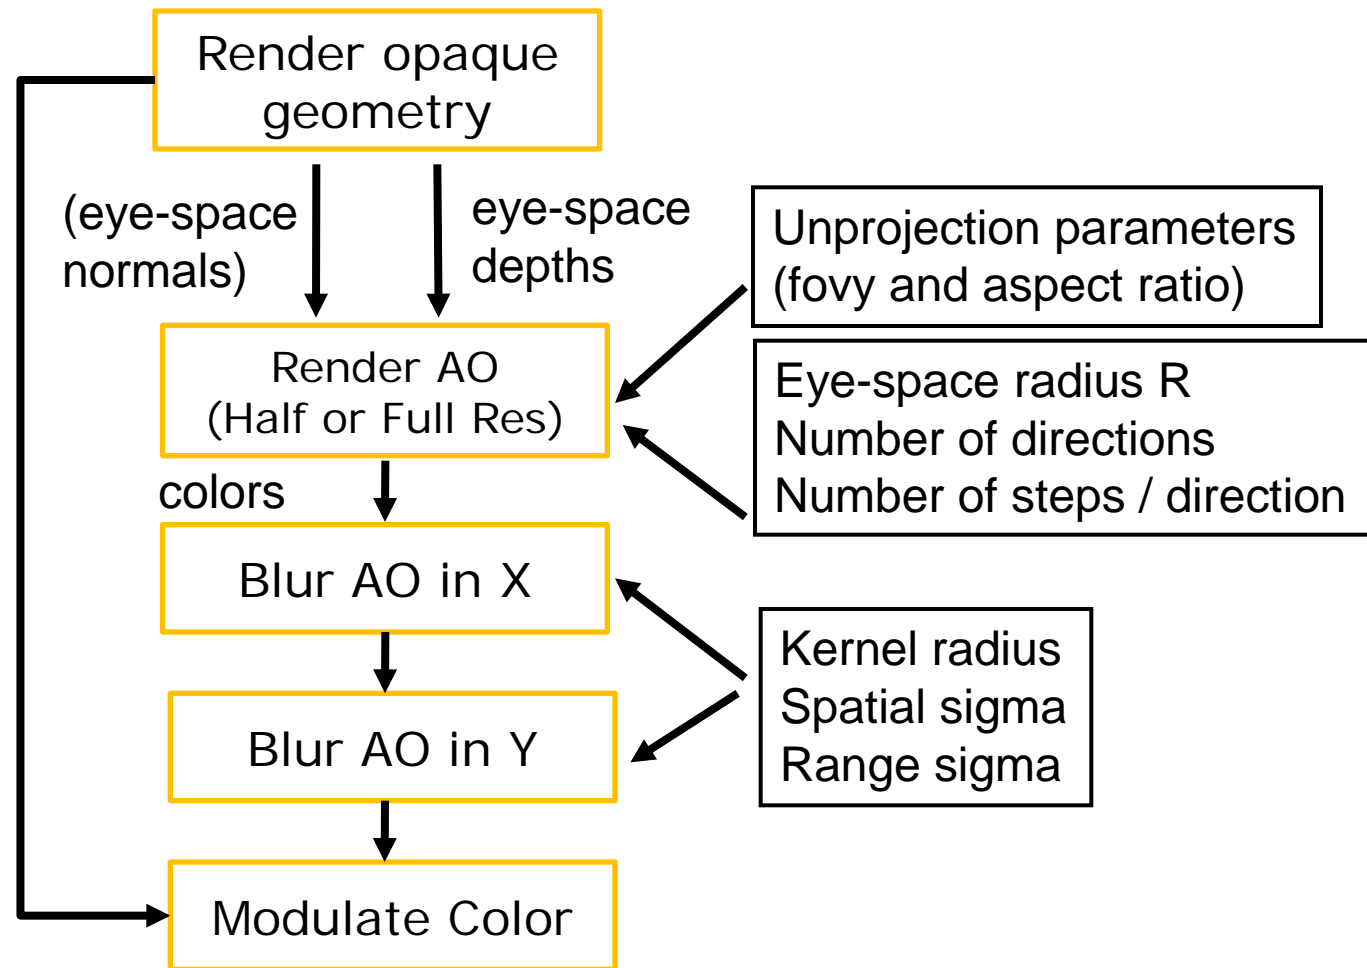 Render opaque
geometry
(eye-space
normals)
eye-space
depths
Unprojection parameters
(fovy and aspect ratio)
Render AO
(Half or Full Res)
Eye-space radius R
Number of directions
Number of steps / direction
colors
Blur AO in X
Kernel radius
Spatial sigma
Range sigma
Blur AO in Y
Modulate Color